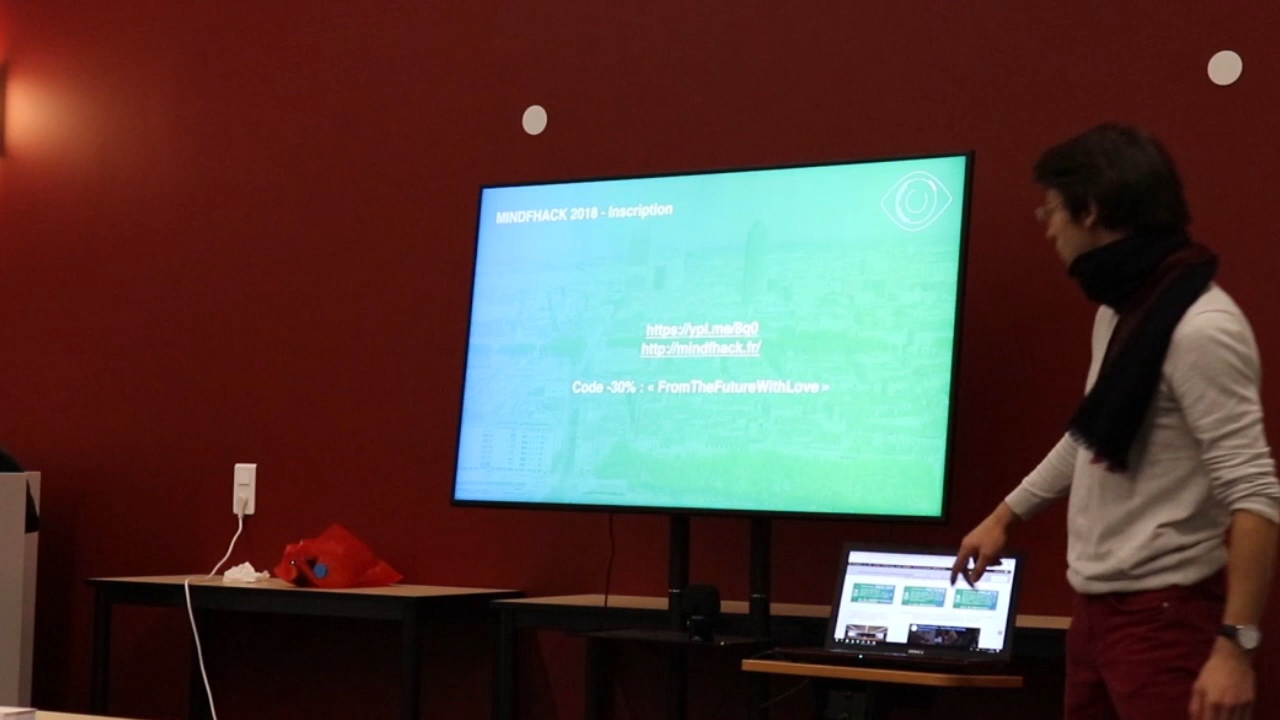 MINDFHACK 2018 - Inscription
https://ypl.me/8q0
http://mindfhack.fr/
Code -30% : « FromTheFutureWithLove »